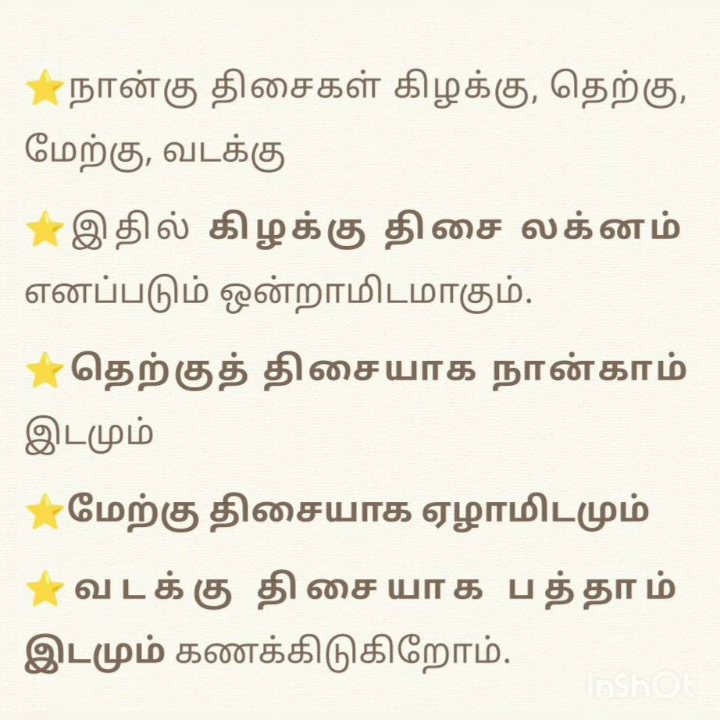 ⭐நான்கு திசைகள் கிழக்கு, தெற்கு,
மேற்கு, வடக்கு
⭐இதில் கிழக்கு திசை லக்னம்
எனப்படும் ஒன்றாமிடமாகும்.
⭐தெற்குத் திசையாக நான்காம்
இடமும்
⭐மேற்கு திசையாக ஏழாமிடமும்
⭐வடக்கு திசையாக பத்தாம்
இடமும் கணக்கிடுகிறோம்.
InshOt